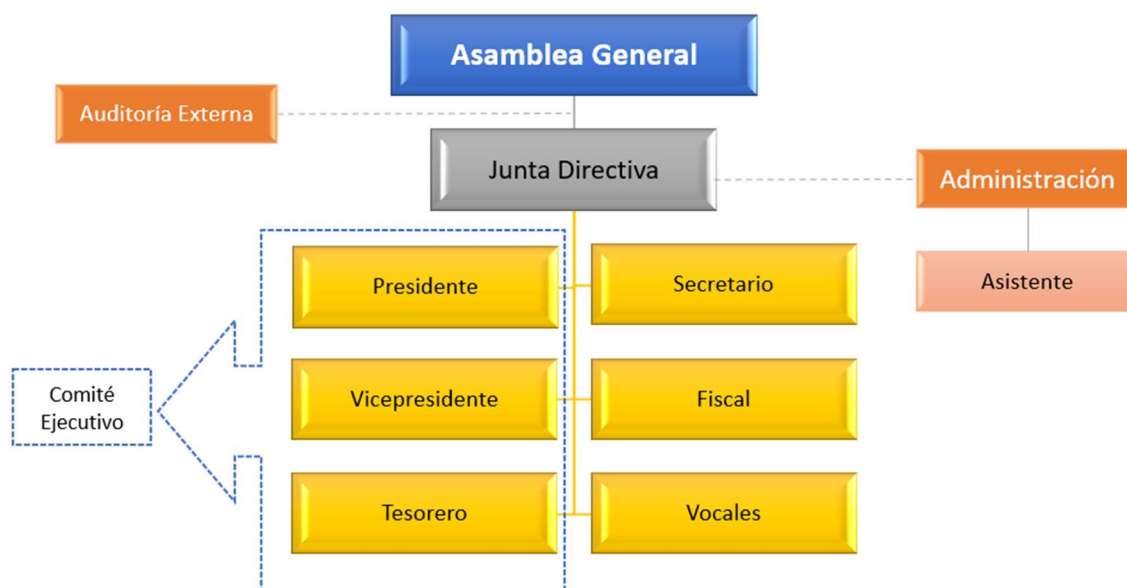 Asamblea General
Auditoría Externa
Junta Directiva
Administración
Asistente
Presidente
Secretario
Vicepresidente
Fiscal
Comité
Ejecutivo
Tesorero
Vocales